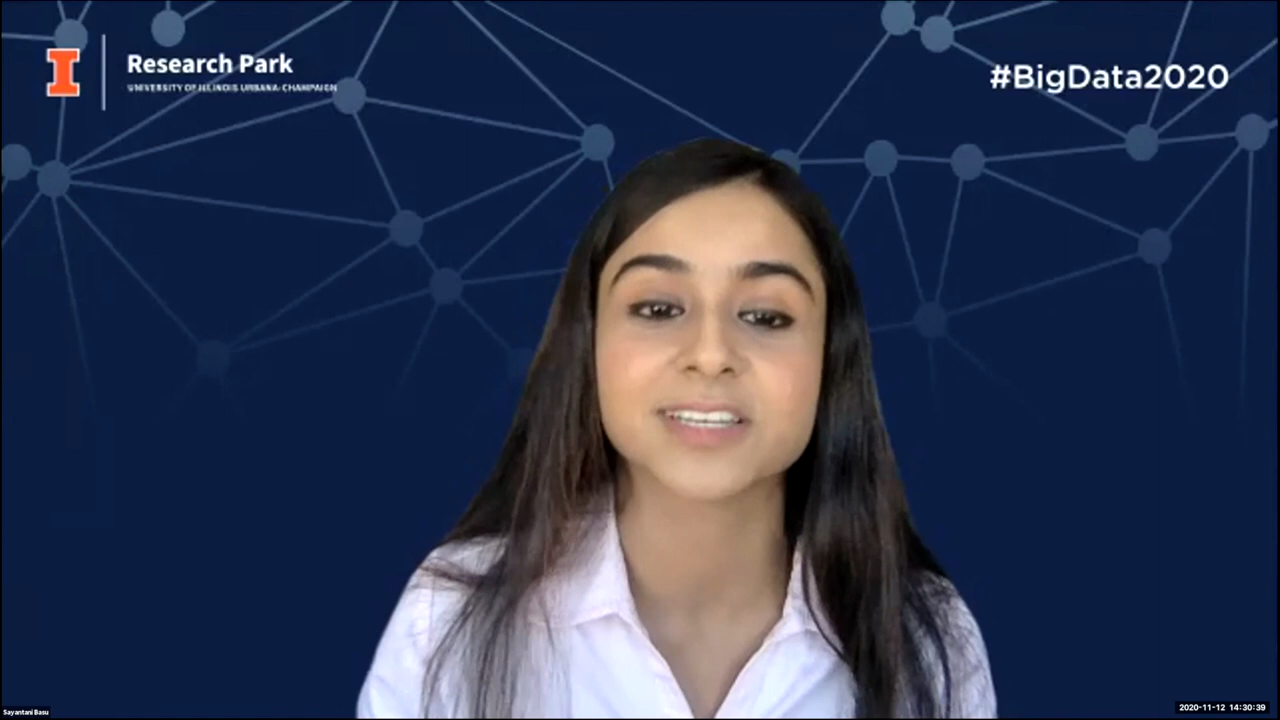 Research Park
UNIVERSITY OF ILLINOIS URBANA-CHAMPAIGN
#BigData2020
Sayantani Basu
2020-11-12 14:30:39